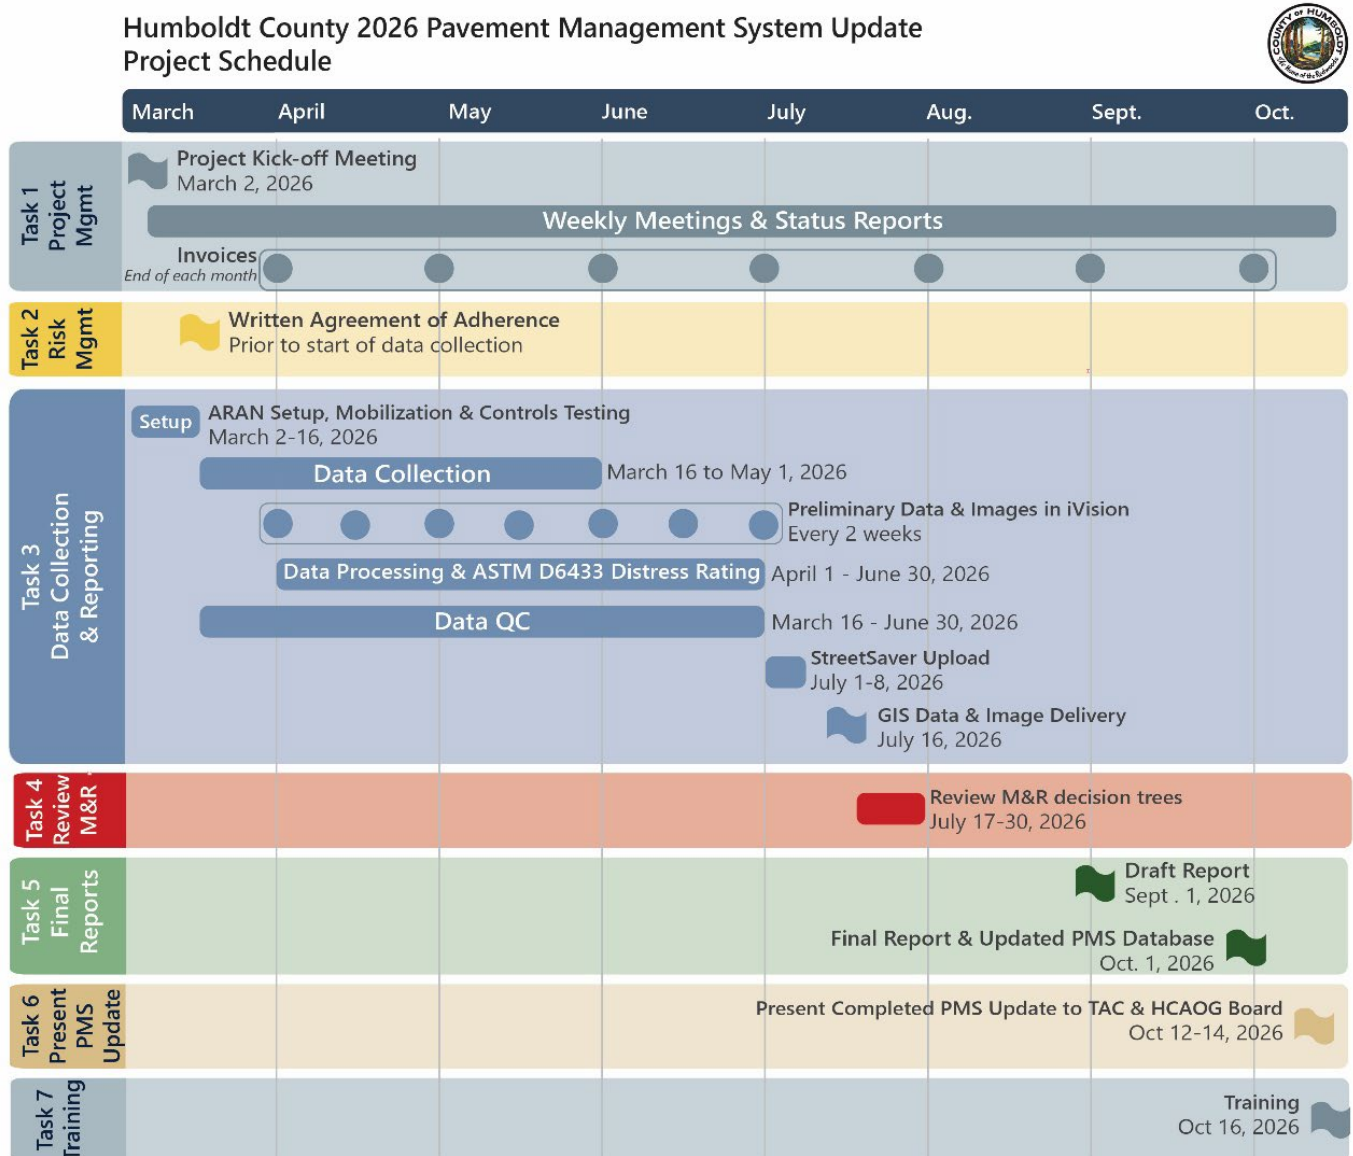 Humboldt County 2026 Pavement Management System Update
Project Schedule
COUNTY OF HUMBOLDT
The Home of the Redwoods
March April May June July Aug. Sept. Oct.
Task 1
Project
Mgmt
Project Kick-off Meeting
March 2, 2026
Weekly Meetings & Status Reports
Invoices
End of each month
Task 2
Risk
Mgmt
Written Agreement of Adherence
Prior to start of data collection
Task 3
Data Collection
& Reporting
Setup
ARAN Setup, Mobilization & Controls Testing
March 2-16, 2026
Data Collection
March 16 to May 1, 2026
Preliminary Data & Images in iVision
Every 2 weeks
Data Processing & ASTM D6433 Distress Rating
April 1 - June 30, 2026
Data QC
March 16 - June 30, 2026
StreetSaver Upload
July 1-8, 2026
GIS Data & Image Delivery
July 16, 2026
Task 4
Review
M&R
Review M&R decision trees
July 17-30, 2026
Task 5
Final
Reports
Draft Report
Sept . 1, 2026
Final Report & Updated PMS Database
Oct. 1, 2026
Task 6
Present
PMS
Update
Present Completed PMS Update to TAC & HCAOG Board
Oct 12-14, 2026
Task 7
Training
Training
Oct 16, 2026